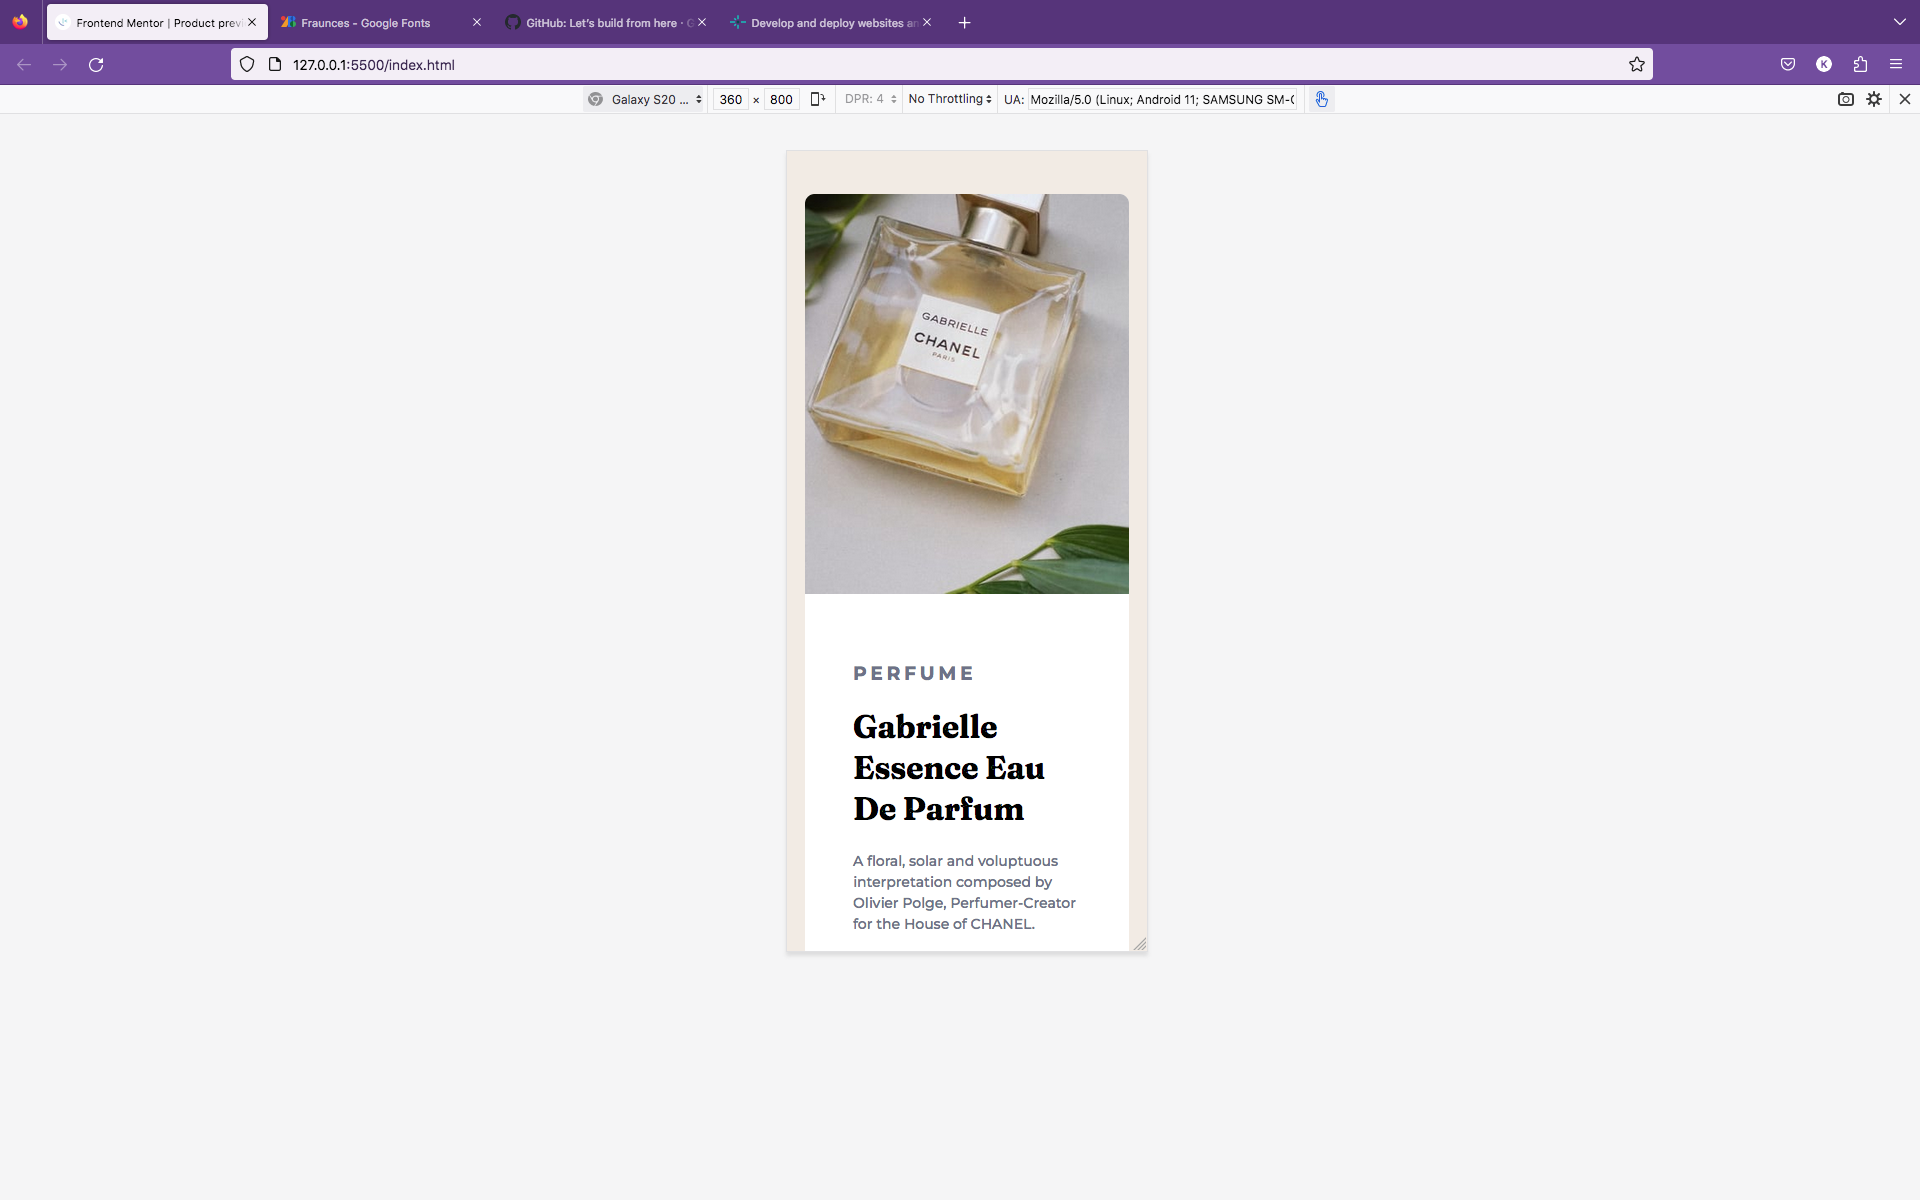 Frontend Mentor | Product previ
Fraunces - Google Fonts
GitHub: Let's build from here · G
Develop and deploy websites an
127.0.0.1:5500/index.html
K
Galaxy S20 ...
360 × 800
DPR: 4
No Throttling
UA: Mozilla/5.0 (Linux; Android 11; SAMSUNG SM-G
GABRIELLE
CHANEL
PARIS
PERFUME
Gabrielle
Essence Eau
De Parfum
A floral, solar and voluptuous
interpretation composed by
Olivier Polge, Perfumer-Creator
for the House of CHANEL.